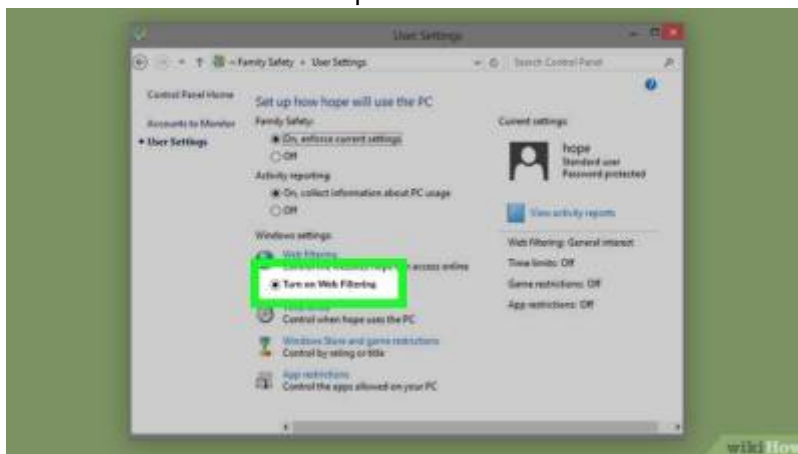 User Settings
Family Safety
User Settings
Search Control Panel
Control Panel Home
Set up how hope will use the PC
Accounts to Monitor
User Settings
Family Safety:
On, enforce current settings
Off
Activity reporting:
On, collect information about PC usage
Off
Windows settings:
Web filtering
access online
Turn on Web Filtering
Control when hope uses the PC
Windows Store and game restrictions
Control by rating or title
App restrictions
Control the apps allowed on your PC
Current settings:
hope
Standard user
Password protected
View activity reports
Web filtering: General interest
Time limits: Off
Game restrictions: Off
App restrictions: Off
wikiHow